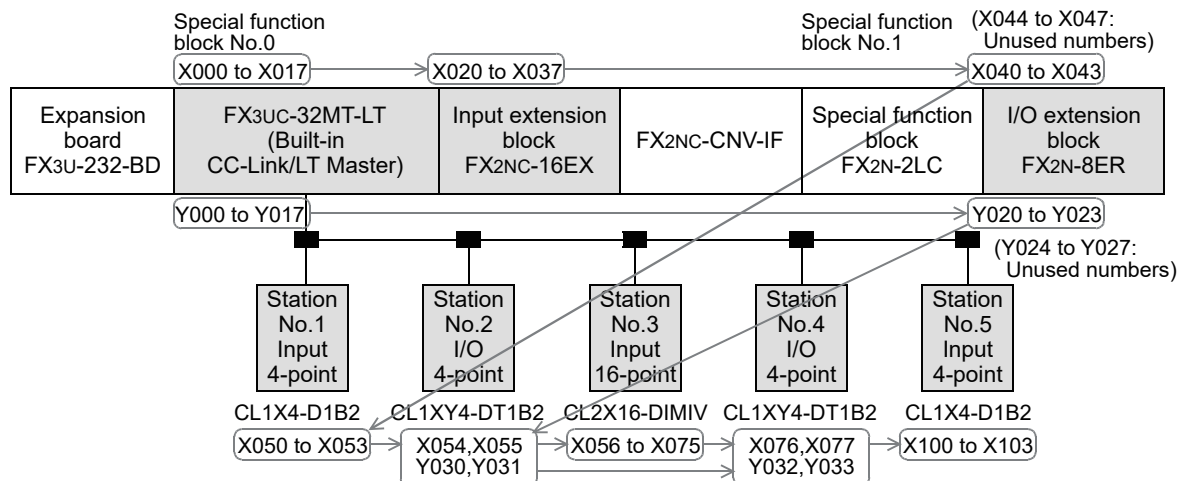 Special function
block No.0
Special function
block No.1
(X044 to X047:
Unused numbers)
X000 to X017
X020 to X037
X040 to X043
Expansion
board
FX3U-232-BD
FX3UC-32MT-LT
(Built-in
CC-Link/LT Master)
Input extension
block
FX2NC-16EX
FX2NC-CNV-IF
Special function
block
FX2N-2LC
I/O extension
block
FX2N-8ER
Y000 to Y017
Y020 to Y023
(Y024 to Y027:
Unused numbers)
Station
No.1
Input
4-point
Station
No.2
I/O
4-point
Station
No.3
Input
16-point
Station
No.4
I/O
4-point
Station
No.5
Input
4-point
CL1X4-D1B2
CL1XY4-DT1B2
CL2X16-DIMIV
CL1XY4-DT1B2
CL1X4-D1B2
X050 to X053
X054,X055
Y030,Y031
X056 to X075
X076,X077
Y032,Y033
X100 to X103